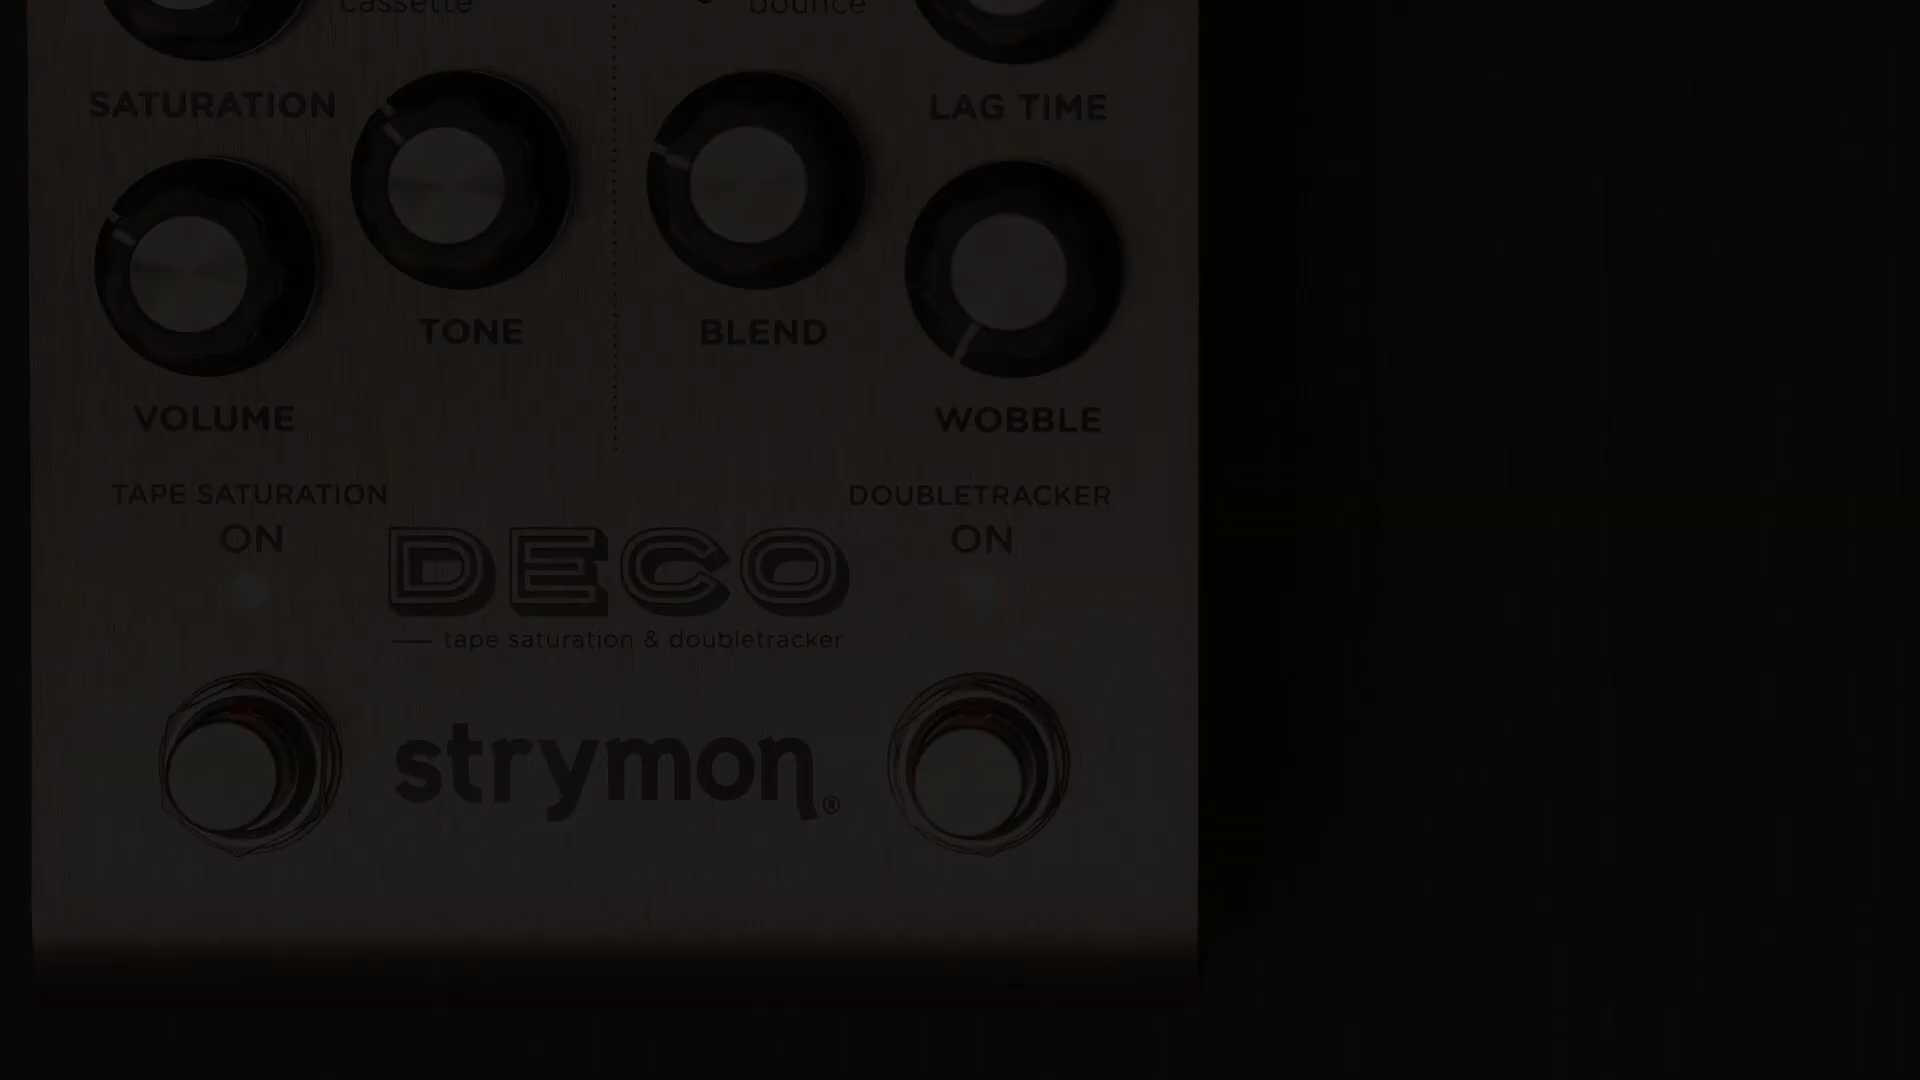 cassette
bounce
SATURATION
LAG TIME
TONE
BLEND
VOLUME
WOBBLE
TAPE SATURATION
ON
DOUBLETRACKER
ON
DECO
tape saturation & doubletracker
strymon®